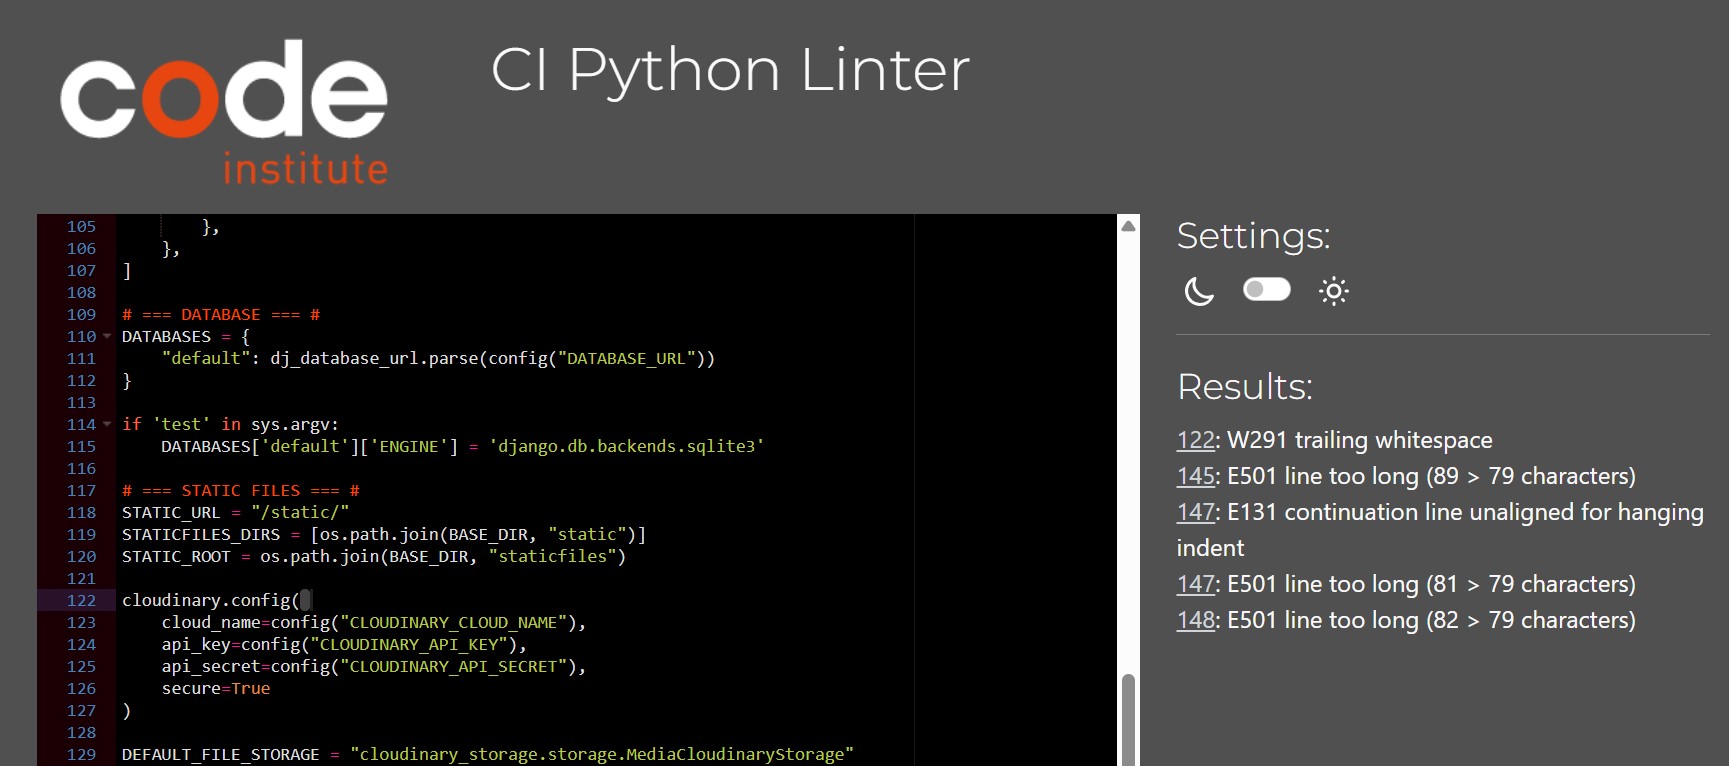 code
institute
CI Python Linter
105 },
106 },
107 ]
108
109 # === DATABASE === #
110 DATABASES = {
111 "default": dj_database_url.parse(config("DATABASE_URL"))
112 }
113
114 if 'test' in sys.argv:
115 DATABASES['default']['ENGINE'] = 'django.db.backends.sqlite3'
116
117 # === STATIC FILES === #
118 STATIC_URL = "/static/"
119 STATICFILES_DIRS = [os.path.join(BASE_DIR, "static")]
120 STATIC_ROOT = os.path.join(BASE_DIR, "staticfiles")
121
122 cloudinary.config(
123 cloud_name=config("CLOUDINARY_CLOUD_NAME"),
124 api_key=config("CLOUDINARY_API_KEY"),
125 api_secret=config("CLOUDINARY_API_SECRET"),
126 secure=True
127 )
128
129 DEFAULT_FILE_STORAGE = "cloudinary_storage.storage.MediaCloudinaryStorage"
Settings:
Results:
122: W291 trailing whitespace
145: E501 line too long (89 > 79 characters)
147: E131 continuation line unaligned for hanging
indent
147: E501 line too long (81 > 79 characters)
148: E501 line too long (82 > 79 characters)